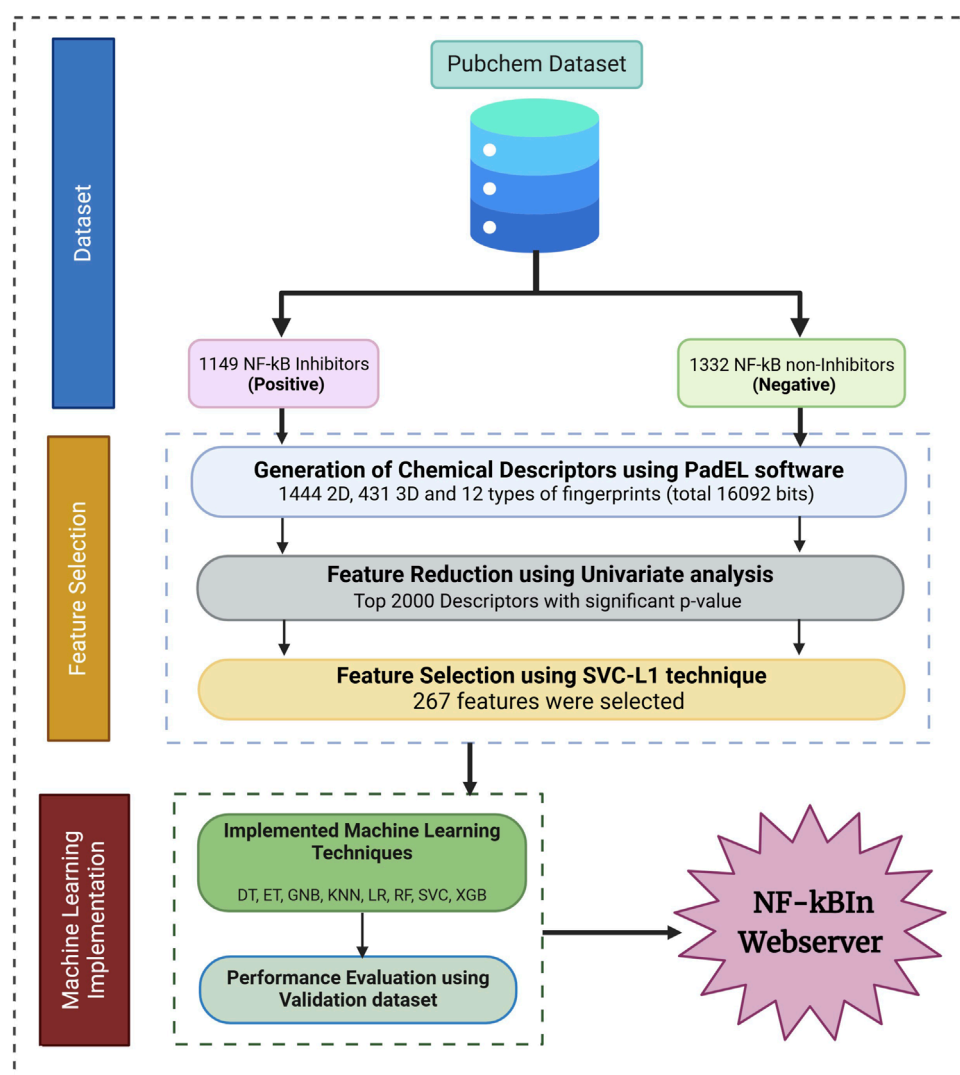 Dataset
Pubchem Dataset
1149 NF-kB Inhibitors
(Positive)
1332 NF-kB non-Inhibitors
(Negative)
Feature Selection
Generation of Chemical Descriptors using PadEL software
1444 2D, 431 3D and 12 types of fingerprints (total 16092 bits)
Feature Reduction using Univariate analysis
Top 2000 Descriptors with significant p-value
Feature Selection using SVC-L1 technique
267 features were selected
Machine Learning
Implementation
Implemented Machine Learning
Techniques
DT, ET, GNB, KNN, LR, RF, SVC, XGB
Performance Evaluation using
Validation dataset
NF-kBIn
Webserver